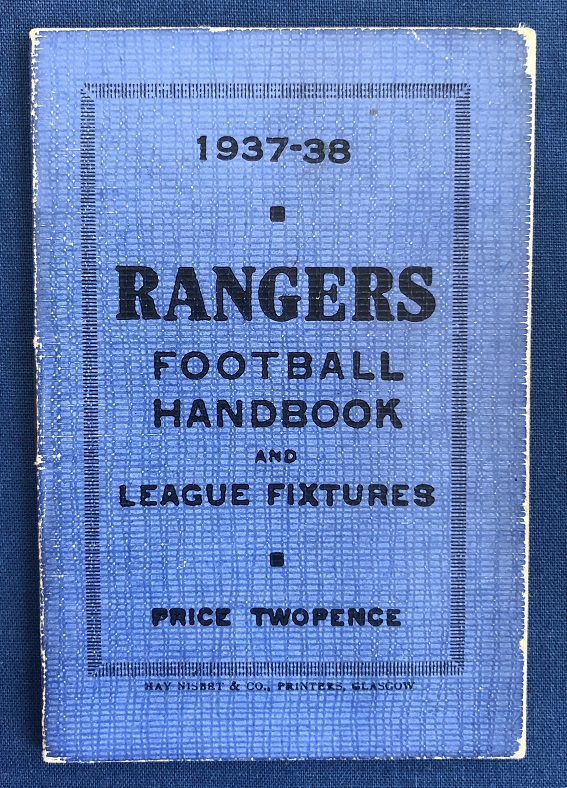 1937-38
RANGERS
FOOTBALL
HANDBOOK
AND
LEAGUE FIXTURES
PRICE TWOPENCE
HAY NISBET & CO., PRINTERS, GLASGOW